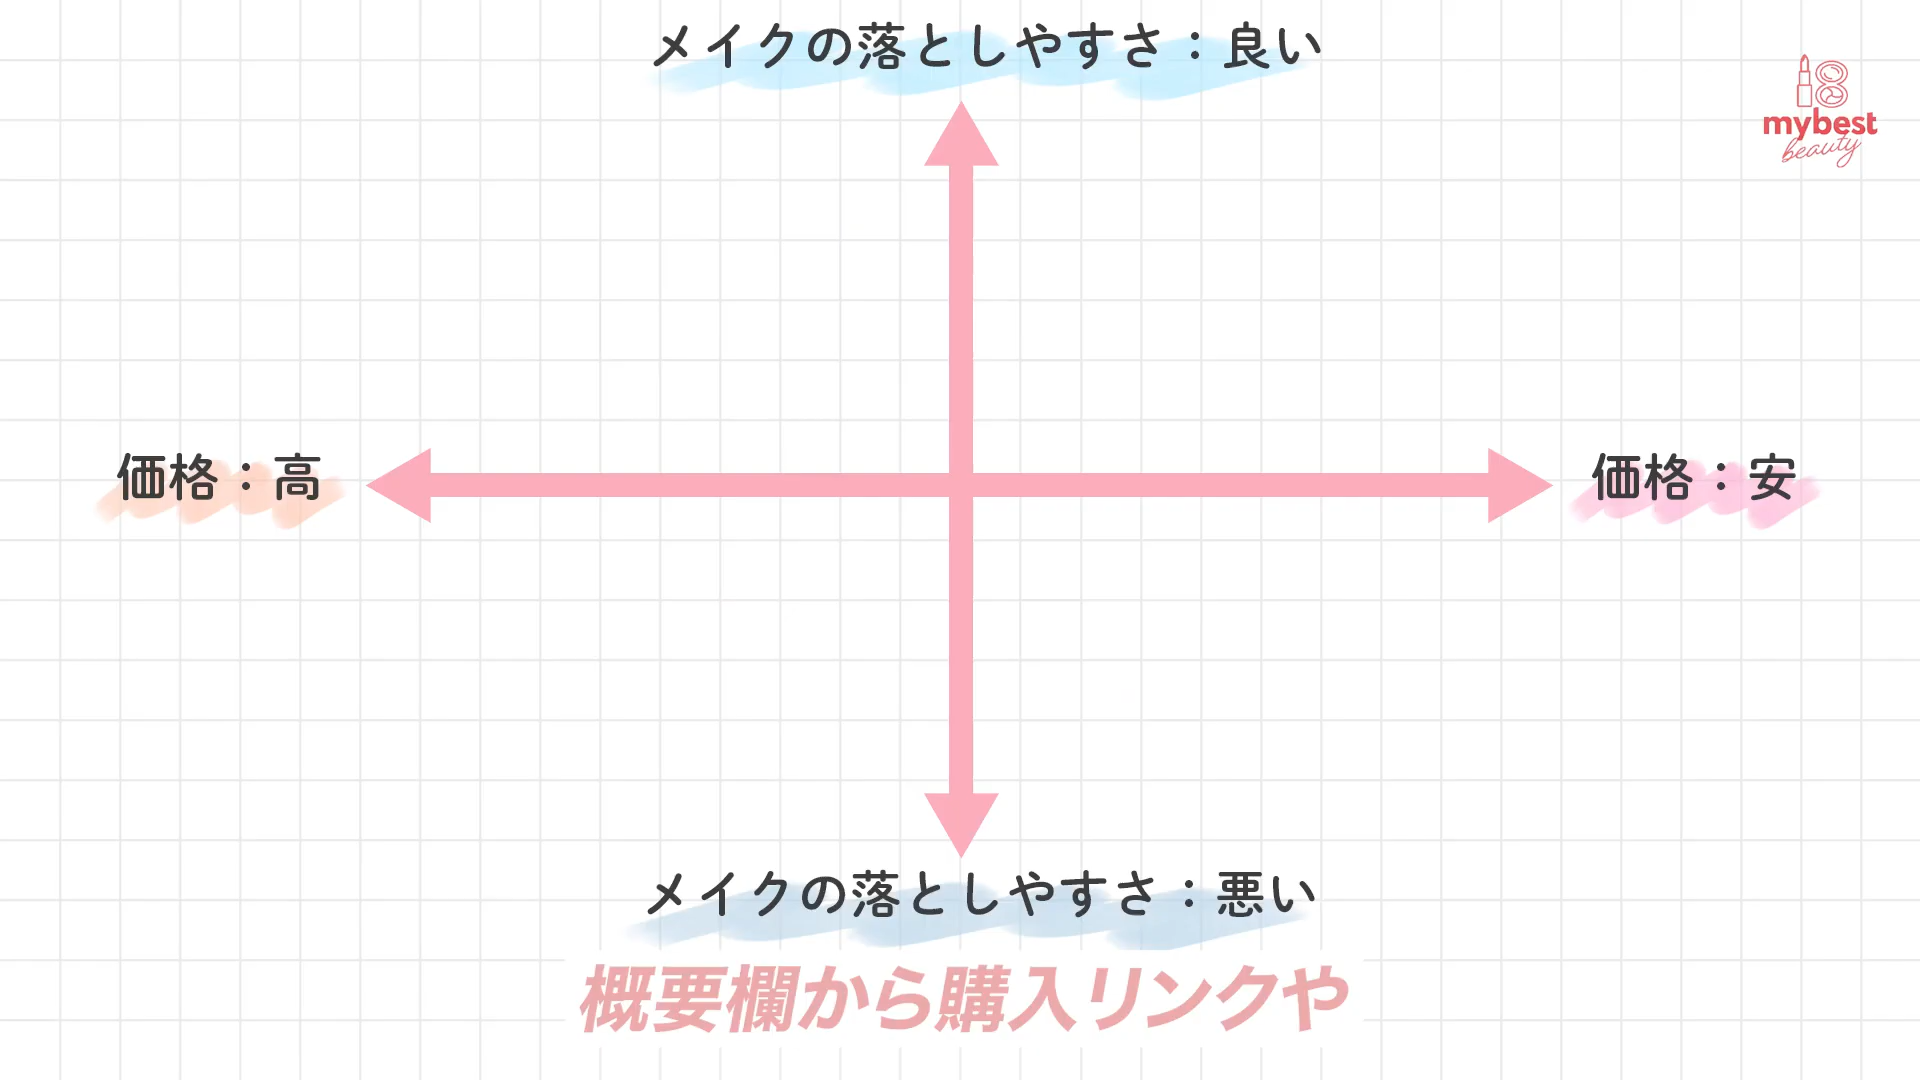 メイクの落としやすさ：良い
mybest
beauty
価格：高
価格：安
メイクの落としやすさ：悪い
概要欄から購入リンクや